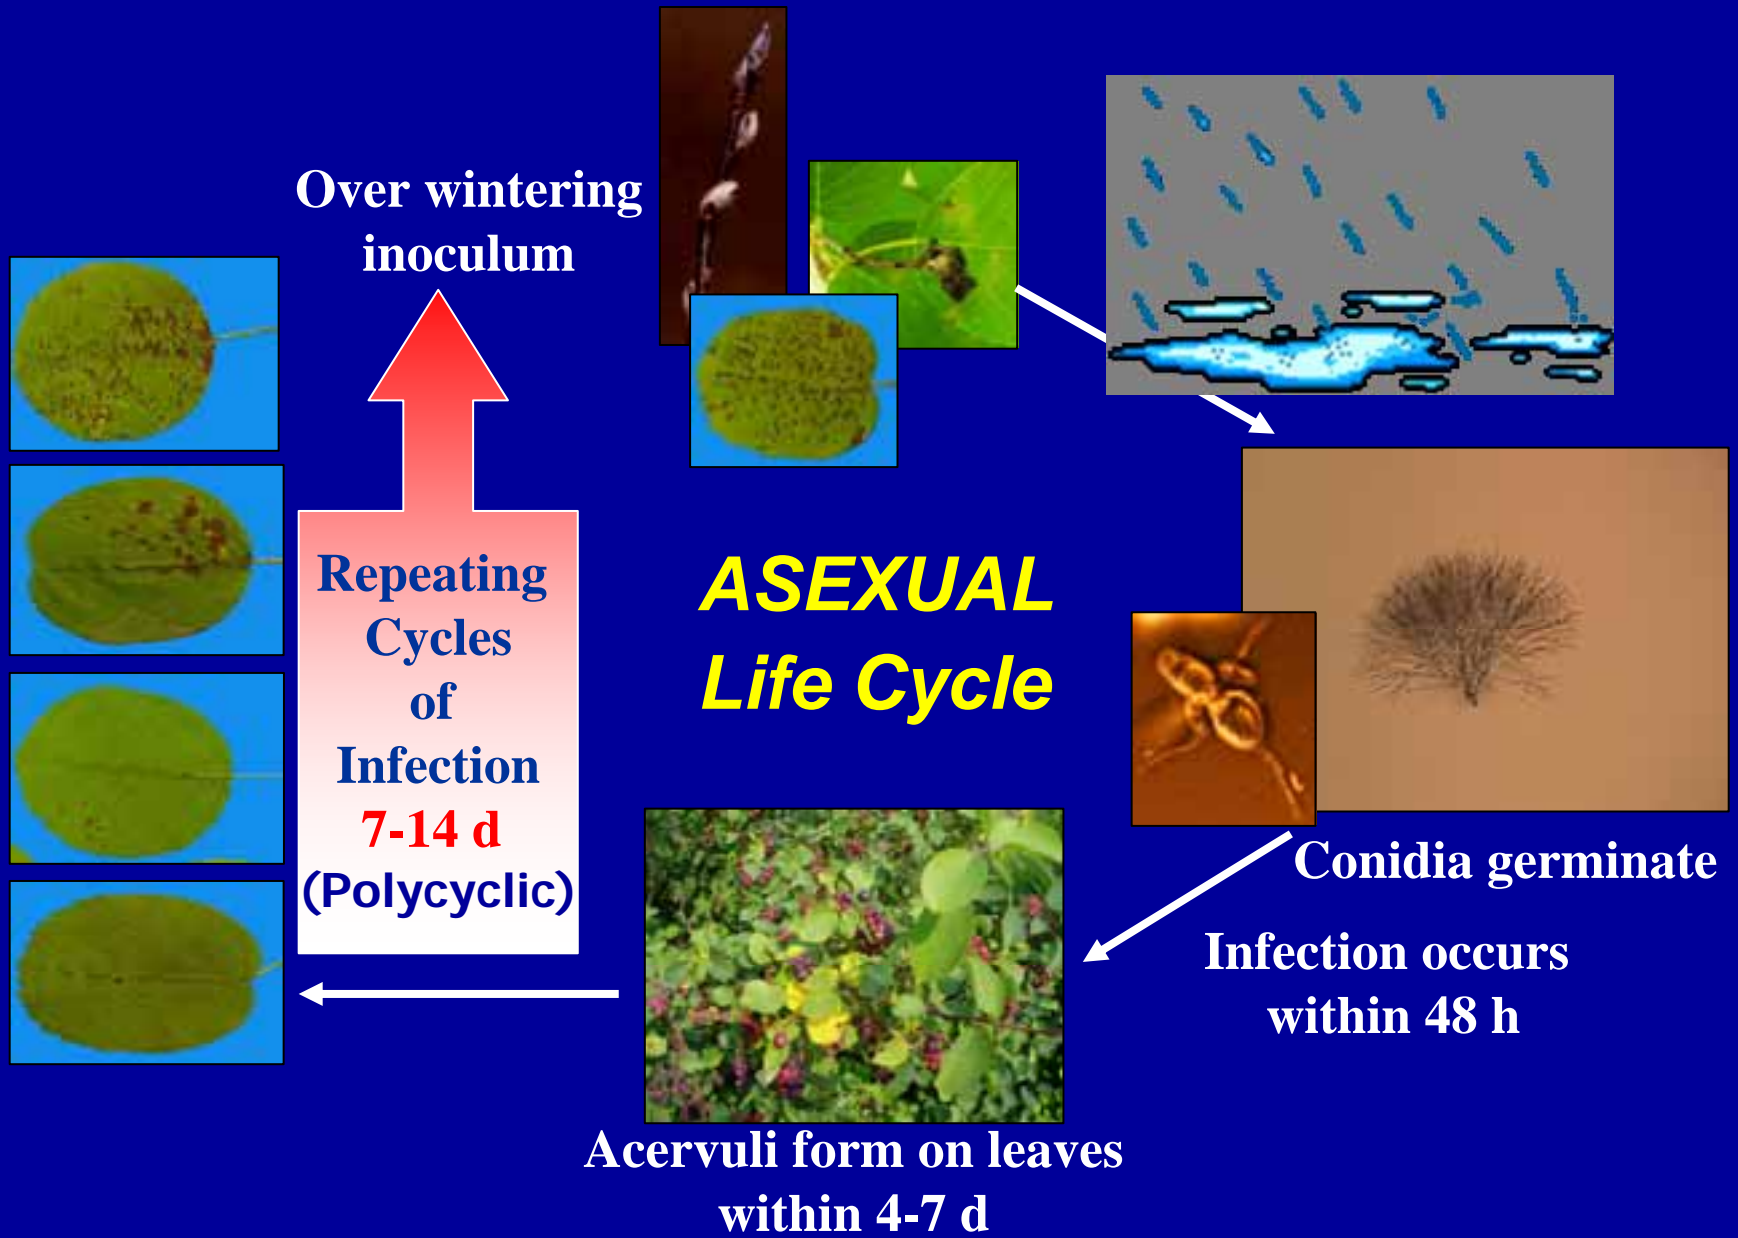 Over wintering
inoculum
Repeating
Cycles
of
Infection
7-14 d
(Polycyclic)
ASEXUAL
Life Cycle
Conidia germinate
Infection occurs
within 48 h
Acervuli form on leaves
within 4-7 d